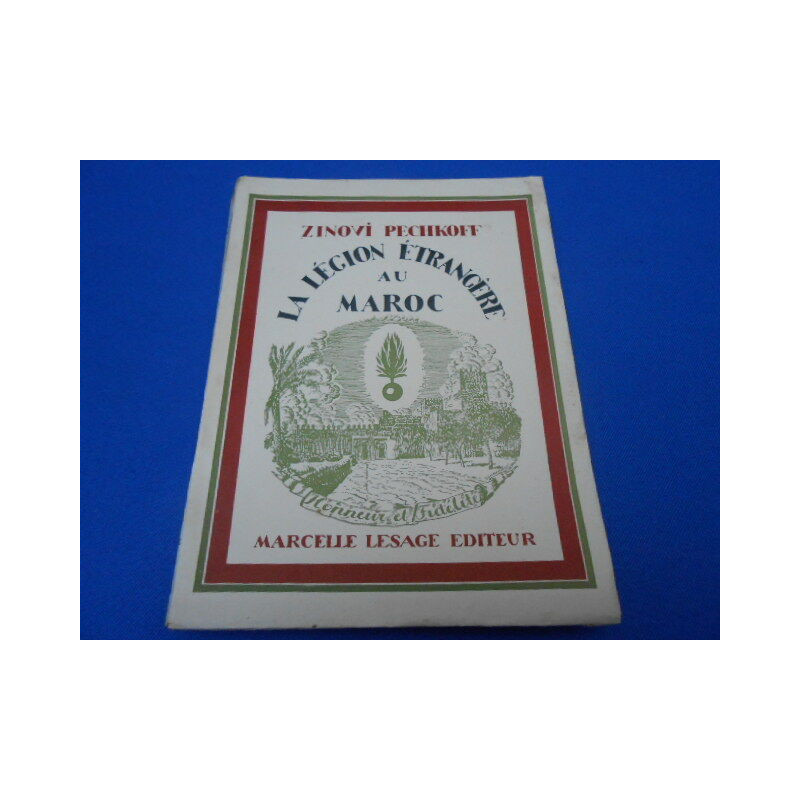 ZINOVI PECHKOFF
LA LÉGION ÉTRANGÈRE
AU
MAROC
Honneur et Fidélité
MARCELLE LESAGE EDITEUR